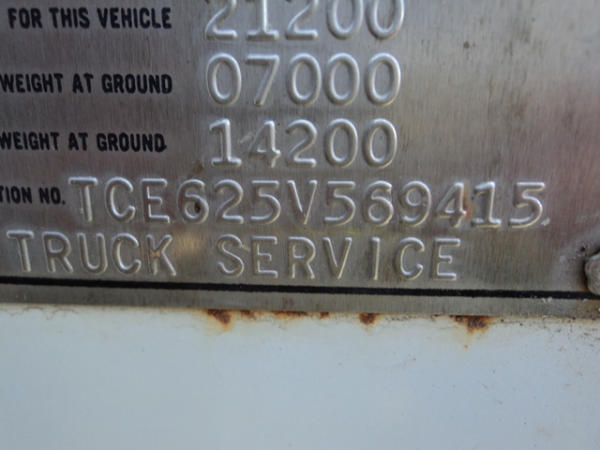 FOR THIS VEHICLE 21200
WEIGHT AT GROUND 07000
WEIGHT AT GROUND 14200
TION NO. TCE625V569415
TRUCK SERVICE